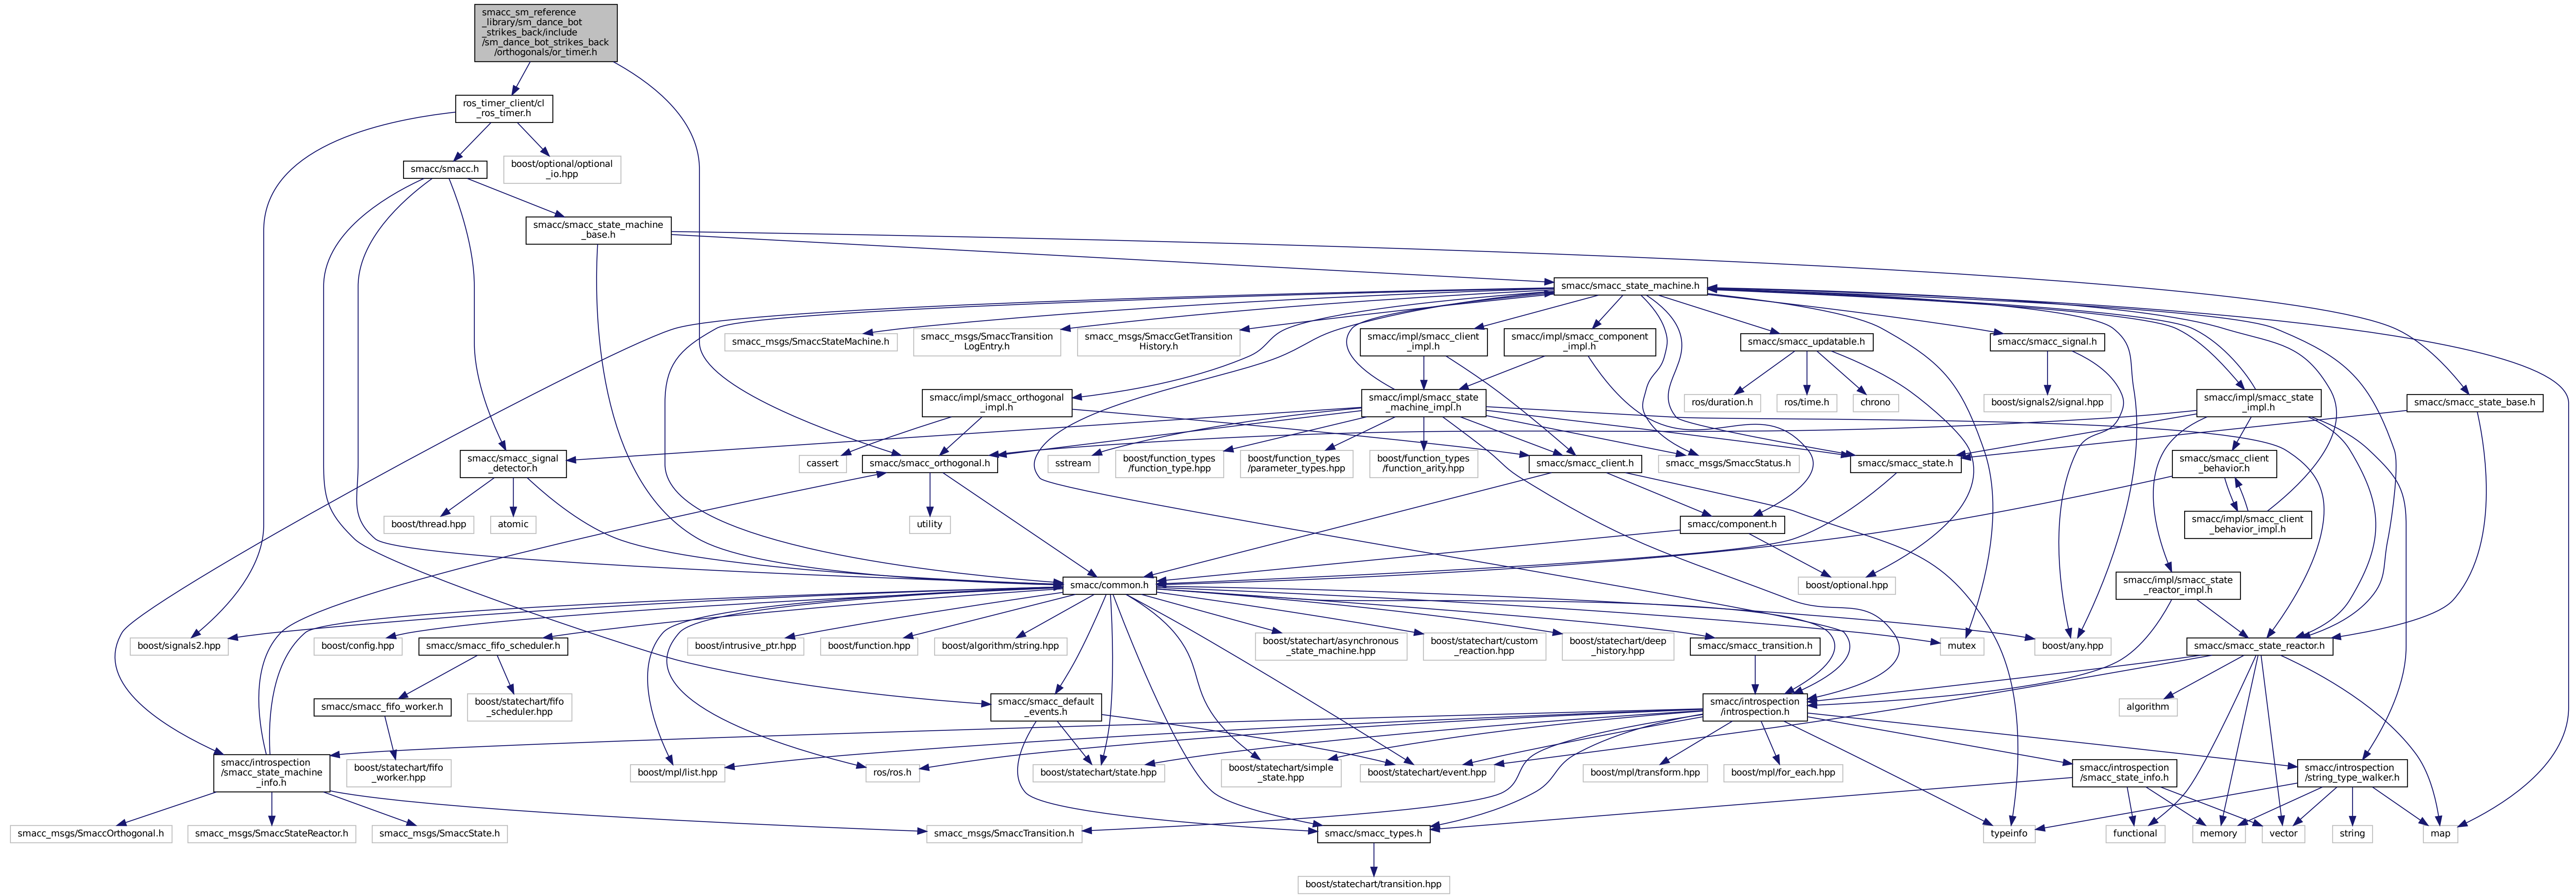 smacc_sm_reference
_library/sm_dance_bot
_strikes_back/include
/sm_dance_bot_strikes_back
/orthogonals/or_timer.h
ros_timer_client/cl
_ros_timer.h
smacc/smacc.h
boost/optional/optional
_io.hpp
smacc/smacc_state_machine
_base.h
smacc/smacc_state_machine.h
smacc_msgs/SmaccStateMachine.h
smacc_msgs/SmaccTransition
LogEntry.h
smacc_msgs/SmaccGetTransition
History.h
smacc/impl/smacc_client
_impl.h
smacc/impl/smacc_component
_impl.h
smacc/smacc_updatable.h
smacc/smacc_signal.h
smacc/impl/smacc_orthogonal
_impl.h
smacc/impl/smacc_state
_machine_impl.h
ros/duration.h
ros/time.h
chrono
boost/signals2/signal.hpp
smacc/impl/smacc_state
_impl.h
smacc/smacc_state_base.h
smacc/smacc_signal
_detector.h
cassert
smacc/smacc_orthogonal.h
sstream
boost/function_types
/function_type.hpp
boost/function_types
/parameter_types.hpp
boost/function_types
/function_arity.hpp
smacc/smacc_client.h
smacc_msgs/SmaccStatus.h
smacc/smacc_state.h
smacc/smacc_client
_behavior.h
boost/thread.hpp
atomic
utility
smacc/component.h
smacc/impl/smacc_client
_behavior_impl.h
smacc/common.h
boost/optional.hpp
smacc/impl/smacc_state
_reactor_impl.h
boost/signals2.hpp
boost/config.hpp
smacc/smacc_fifo_scheduler.h
boost/intrusive_ptr.hpp
boost/function.hpp
boost/algorithm/string.hpp
boost/statechart/asynchronous
_state_machine.hpp
boost/statechart/custom
_reaction.hpp
boost/statechart/deep
_history.hpp
smacc/smacc_transition.h
mutex
boost/any.hpp
smacc/smacc_state_reactor.h
smacc/smacc_fifo_worker.h
boost/statechart/fifo
_scheduler.hpp
smacc/smacc_default
_events.h
smacc/introspection
/introspection.h
algorithm
smacc/introspection
/smacc_state_machine
_info.h
boost/statechart/fifo
_worker.hpp
boost/mpl/list.hpp
ros/ros.h
boost/statechart/state.hpp
boost/statechart/simple
_state.hpp
boost/statechart/event.hpp
boost/mpl/transform.hpp
boost/mpl/for_each.hpp
smacc/introspection
/smacc_state_info.h
smacc/introspection
/string_type_walker.h
smacc_msgs/SmaccOrthogonal.h
smacc_msgs/SmaccStateReactor.h
smacc_msgs/SmaccState.h
smacc_msgs/SmaccTransition.h
smacc/smacc_types.h
typeinfo
functional
memory
vector
string
map
boost/statechart/transition.hpp